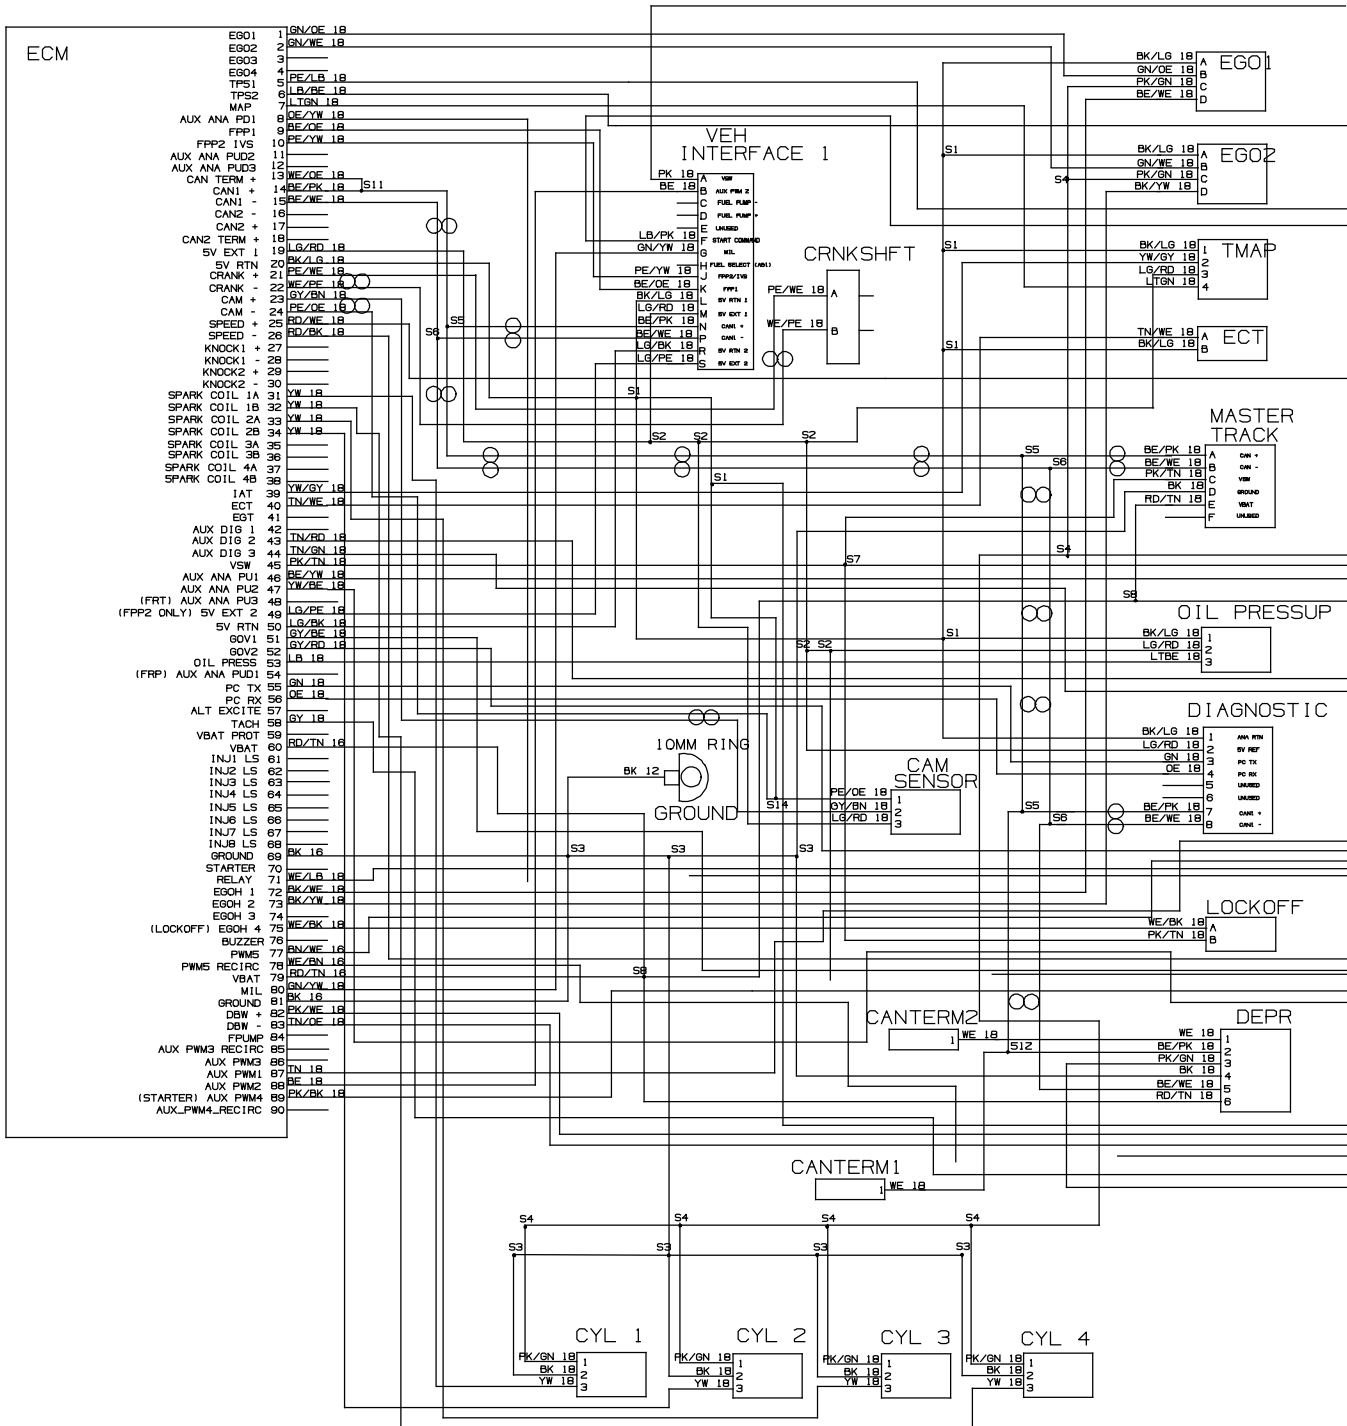 ECM
EGO1 1 GN/OE 18
EGO2 2 GN/WE 18
EGO3 3
EGO4 4
TPS1 5 PE/LB 18
TPS2 6 LB/BE 18
MAP 7 LTGN 18
AUX ANA PD1 8 OE/YW 18
FPP1 9 BE/OE 18
FPP2 IVS 10 PE/YW 18
AUX ANA PUD2 11
AUX ANA PUD3 12
CAN TERM + 13 WE/OE 18
CAN1 + 14 BE/PK 18
CAN1 - 15 BE/WE 18
CAN2 - 16
CAN2 + 17
CAN2 TERM + 18
5V EXT 1 19 LG/RD 18
5V RTN 20 BK/LG 18
CRANK + 21 PE/WE 18
CRANK - 22 WE/PE 18
CAM + 23 GY/BN 18
CAM - 24 PE/OE 18
SPEED + 25 RD/WE 18
SPEED - 26 RD/BK 18
KNOCK1 + 27
KNOCK1 - 28
KNOCK2 + 29
KNOCK2 - 30
SPARK COIL 1A 31 YW 18
SPARK COIL 1B 32 YW 18
SPARK COIL 2A 33 YW 18
SPARK COIL 2B 34 YW 18
SPARK COIL 3A 35
SPARK COIL 3B 36
SPARK COIL 4A 37
SPARK COIL 4B 38
IAT 39 YW/GY 18
ECT 40 TN/WE 18
EGT 41
AUX DIG 1 42
AUX DIG 2 43 TN/RD 18
AUX DIG 3 44 TN/GN 18
VSW 45 PK/TN 18
AUX ANA PU1 46 BE/YW 18
AUX ANA PU2 47 YW/BE 18
(FRT) AUX ANA PU3 48
(FPP2 ONLY) 5V EXT 2 49 LG/PE 18
5V RTN 50 LG/BK 18
GOV1 51 GY/BE 18
GOV2 52 GY/RD 18
OIL PRESS 53 LB 18
(FRP) AUX ANA PUD1 54
PC TX 55 GN 18
PC RX 56 OE 18
ALT EXCITE 57
TACH 58 GY 18
VBAT PROT 59
VBAT 60 RD/TN 16
INJ1 LS 61
INJ2 LS 62
INJ3 LS 63
INJ4 LS 64
INJ5 LS 65
INJ6 LS 66
INJ7 LS 67
INJ8 LS 68
GROUND 69 BK 16
STARTER 70
RELAY 71 WE/LB 18
EGOH 1 72 BK/WE 18
EGOH 2 73 BK/YW 18
EGOH 3 74
(LOCKOFF) EGOH 4 75 WE/BK 18
BUZZER 76
PWM5 77 BN/WE 16
PWM5 RECIRC 78 WE/BN 16
VBAT 79 RD/TN 16
MIL 80 GN/YW 18
GROUND 81 BK 16
DBW + 82 PK/WE 18
DBW - 83 TN/OE 18
FPUMP 84
AUX PWM3 RECIRC 85
AUX PWM3 86
AUX PWM1 87 TN 18
AUX PWM2 88 BE 18
(STARTER) AUX PWM4 89 PK/BK 18
AUX_PWM4_RECIRC 90
S11
S5
S6
VEH
INTERFACE 1
PK 18 A VSW
BE 18 B AUX PWM 2
C FUEL PUMP -
D FUEL PUMP +
E UNUSED
LB/PK 18 F START COMMAND
GN/YW 18 G MIL
H FUEL SELECT (AD1)
PE/YW 18 J FPP2/IVS
BE/OE 18 K FPP1
BK/LG 18 L 5V RTN 1
LG/RD 18 M 5V EXT 1
BE/PK 18 N CAN1 +
BE/WE 18 P CAN1 -
LG/BK 18 R 5V RTN 2
LG/PE 18 S 5V EXT 2
CRNKSHFT
PE/WE 18 A
WE/PE 18 B
S1
S2 S2 S2
S1
S7
S2 S2
10MM RING
BK 12
GROUND
CAM
SENSOR
PE/OE 18 1
GY/BN 18 2
LG/RD 18 3
S14
S3 S3 S3
S8
EGO1
BK/LG 18 A
GN/OE 18 B
PK/GN 18 C
BE/WE 18 D
S1
EGO2
BK/LG 18 A
GN/WE 18 B
PK/GN 18 C
BK/YW 18 D
S4
S1
TMAP
BK/LG 18 1
YW/GY 18 2
LG/RD 18 3
LTGN 18 4
S1
ECT
TN/WE 18 A
BK/LG 18 B
MASTER
TRACK
S5
S6
BE/PK 18 A CAN +
BE/WE 18 B CAN -
PK/TN 18 C VSW
BK 18 D GROUND
RD/TN 18 E VBAT
F UNUSED
S4
S8
OIL PRESSUP
S1
BK/LG 18 1
LG/RD 18 2
LTBE 18 3
DIAGNOSTIC
BK/LG 18 1 ANA RTN
LG/RD 18 2 5V REF
GN 18 3 PC TX
OE 18 4 PC RX
5 UNUSED
6 UNUSED
S5 BE/PK 18 7 CAN1 +
S6 BE/WE 18 8 CAN1 -
LOCKOFF
WE/BK 18 A
PK/TN 18 B
CANTERM2
1 WE 18
S12
DEPR
WE 18 1
BE/PK 18 2
PK/GN 18 3
BK 18 4
BE/WE 18 5
RD/TN 18 6
CANTERM1
1 WE 18
S4 S4 S4 S4
S3 S3 S3 S3
CYL 1
PK/GN 18 1
BK 18 2
YW 18 3
CYL 2
PK/GN 18 1
BK 18 2
YW 18 3
CYL 3
PK/GN 18 1
BK 18 2
YW 18 3
CYL 4
PK/GN 18 1
BK 18 2
YW 18 3